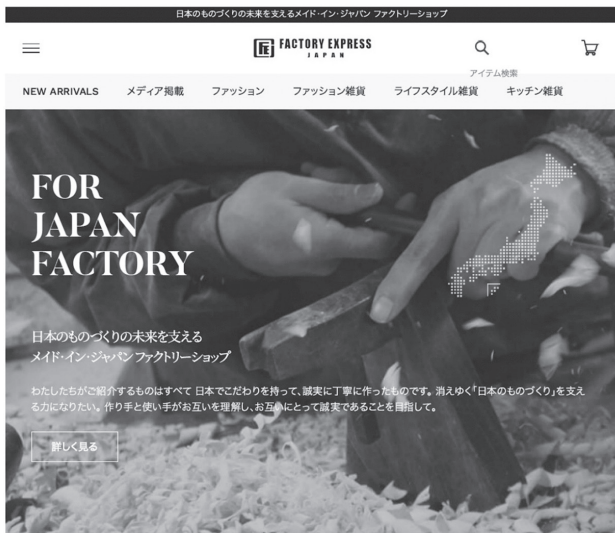 日本のものづくりの未来を支えるメイド・イン・ジャパン ファクトリーショップ
FE
FACTORY EXPRESS
JAPAN
アイテム検索
NEW ARRIVALS メディア掲載 ファッション ファッション雑貨 ライフスタイル雑貨 キッチン雑貨
FOR
JAPAN
FACTORY
日本のものづくりの未来を支える
メイド・イン・ジャパン ファクトリーショップ
わたしたちがご紹介するものはすべて 日本でこだわりを持って、誠実に丁寧に作ったものです。消えゆく「日本のものづくり」を支え
る力になりたい。作り手と使い手がお互いを理解し、お互いにとって誠実であることを目指して。
詳しく見る